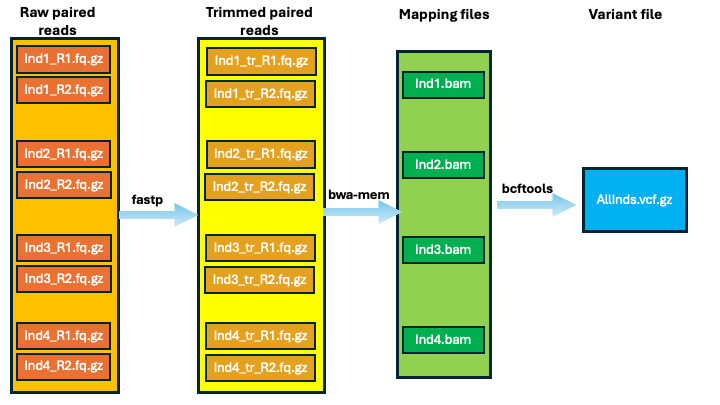 Raw paired
reads
Ind1_R1.fq.gz
Ind1_R2.fq.gz
Ind2_R1.fq.gz
Ind2_R2.fq.gz
Ind3_R1.fq.gz
Ind3_R2.fq.gz
Ind4_R1.fq.gz
Ind4_R2.fq.gz
fastp
Trimmed paired
reads
Ind1_tr_R1.fq.gz
Ind1_tr_R2.fq.gz
Ind2_tr_R1.fq.gz
Ind2_tr_R2.fq.gz
Ind3_tr_R1.fq.gz
Ind3_tr_R2.fq.gz
Ind4_tr_R1.fq.gz
Ind4_tr_R2.fq.gz
bwa-mem
Mapping files
Ind1.bam
Ind2.bam
Ind3.bam
Ind4.bam
bcftools
Variant file
AllInds.vcf.gz